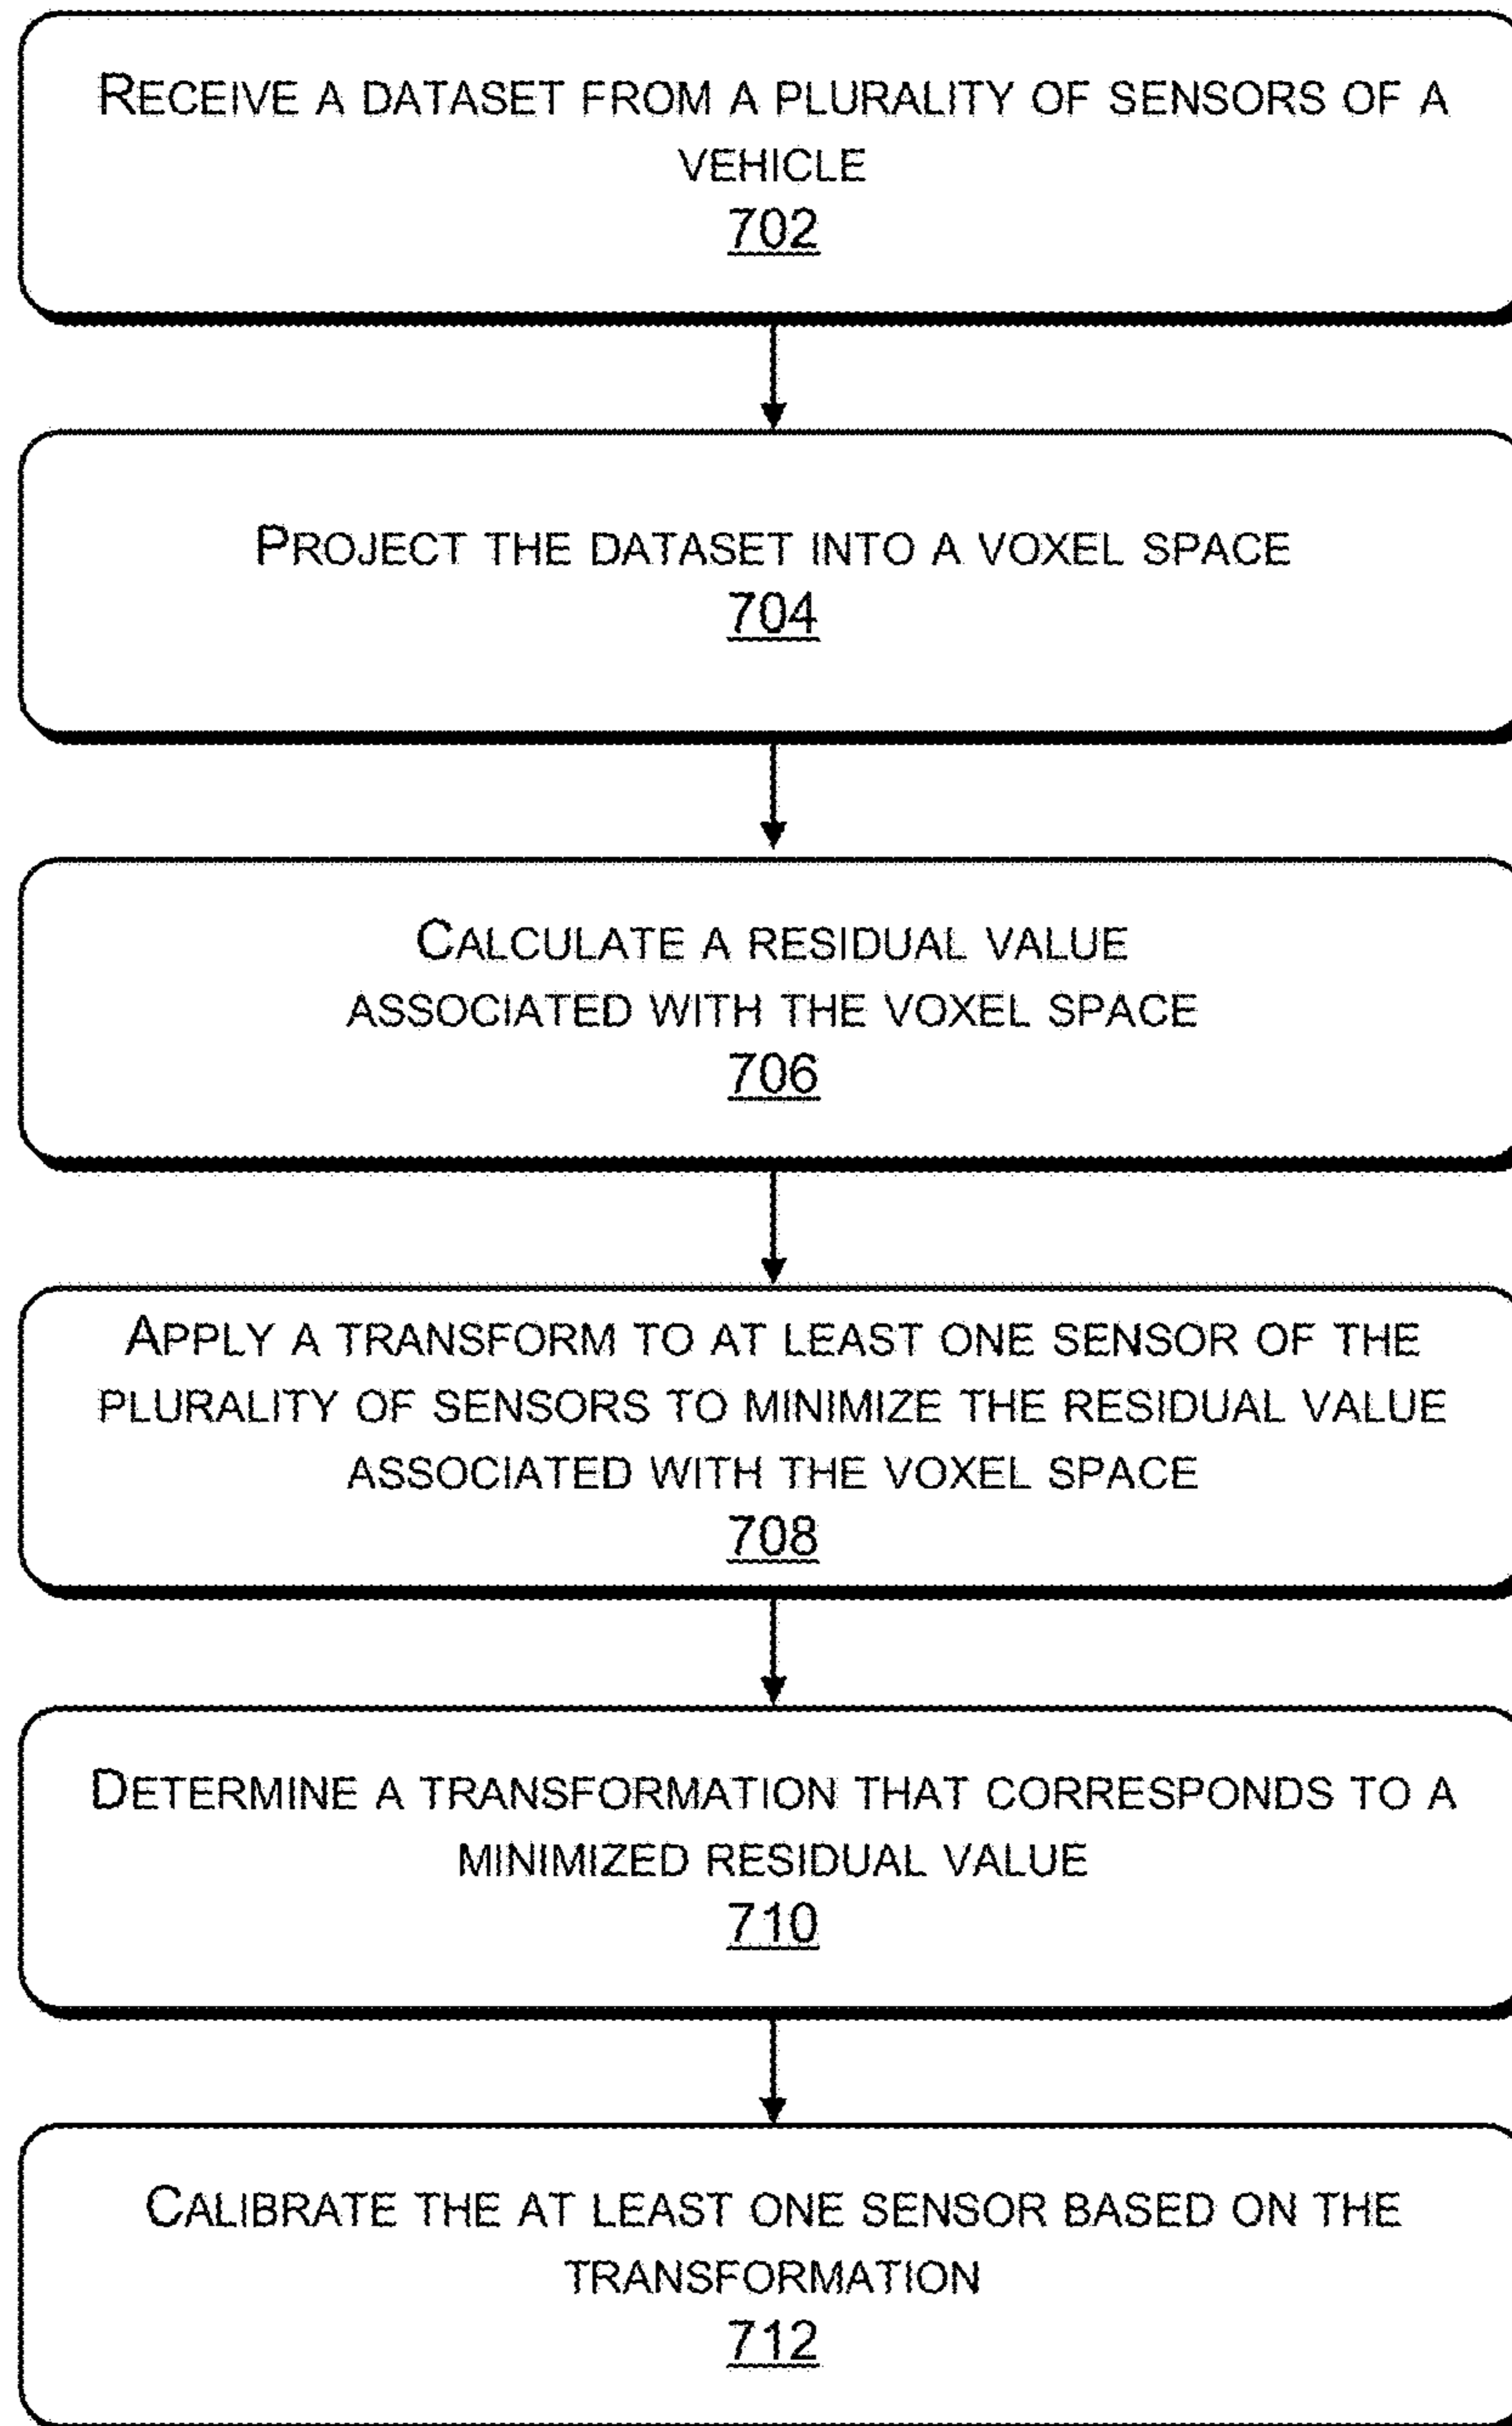 RECEIVE A DATASET FROM A PLURALITY OF SENSORS OF A
VEHICLE
702
PROJECT THE DATASET INTO A VOXEL SPACE
704
CALCULATE A RESIDUAL VALUE
ASSOCIATED WITH THE VOXEL SPACE
706
APPLY A TRANSFORM TO AT LEAST ONE SENSOR OF THE
PLURALITY OF SENSORS TO MINIMIZE THE RESIDUAL VALUE
ASSOCIATED WITH THE VOXEL SPACE
708
DETERMINE A TRANSFORMATION THAT CORRESPONDS TO A
MINIMIZED RESIDUAL VALUE
710
CALIBRATE THE AT LEAST ONE SENSOR BASED ON THE
TRANSFORMATION
712